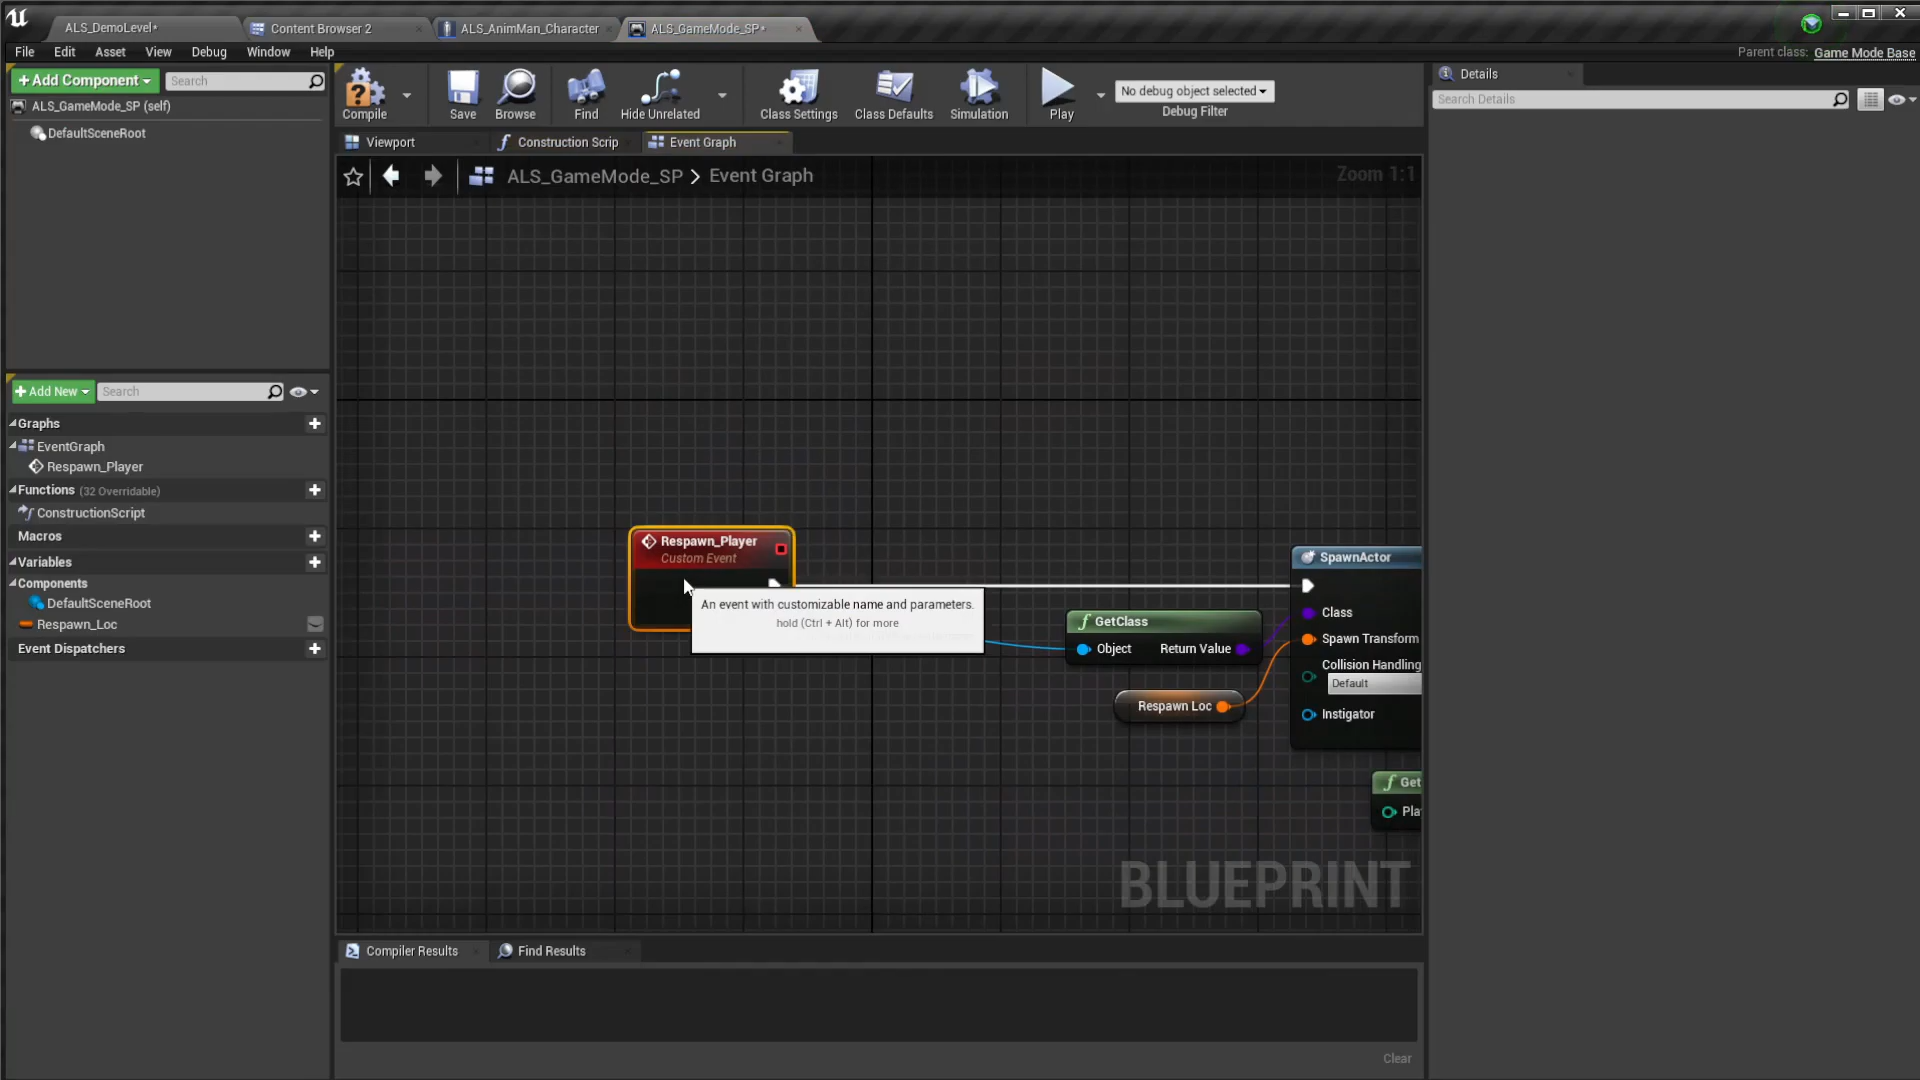 ALS_DemoLevel*
Content Browser 2
ALS_AnimMan_Character
ALS_GameMode_SP*
File Edit Asset View Debug Window Help
Parent class: Game Mode Base
Add Component
Search
ALS_GameMode_SP (self)
DefaultSceneRoot
Compile
Save
Browse
Find
Hide Unrelated
Class Settings
Class Defaults
Simulation
Play
No debug object selected
Debug Filter
Details
Search Details
Viewport
Construction Scrip
Event Graph
ALS_GameMode_SP > Event Graph
Zoom 1:1
Add New
Search
Graphs
EventGraph
Respawn_Player
Functions (32 Overridable)
ConstructionScript
Macros
Variables
Components
DefaultSceneRoot
Respawn_Loc
Event Dispatchers
Respawn_Player
Custom Event
An event with customizable name and parameters.
hold (Ctrl + Alt) for more
GetClass
Object Return Value
Respawn Loc
SpawnActor
Class
Spawn Transform
Collision Handling
Default
Instigator
Get
Pla
BLUEPRINT
Compiler Results
Find Results
Clear